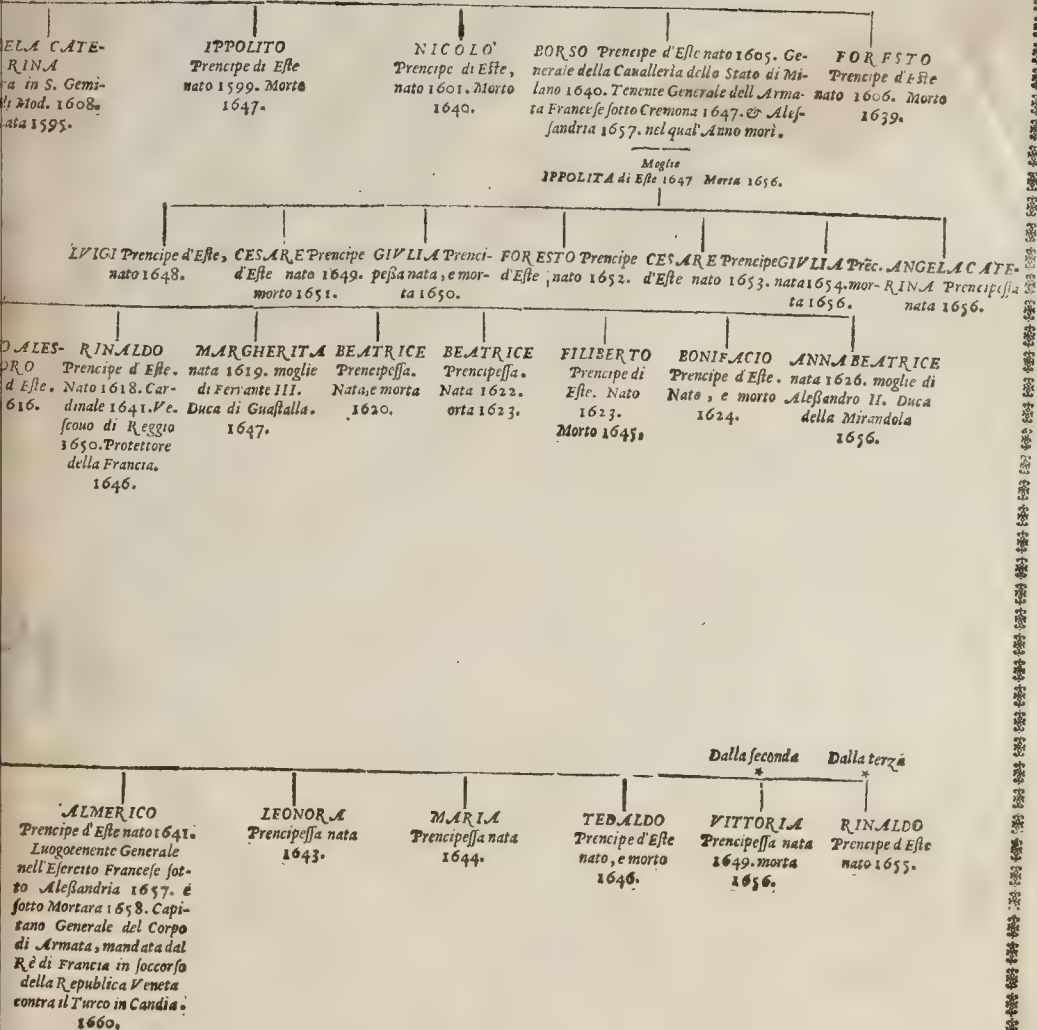 ELA CATE-
RINA
ra in S. Gemi-
Mod. 1608.
ata 1595.
IPPOLITO
Prencipe di Este
nato 1599. Morto
1647.
NICOLO'
Prencipe di Este,
nato 1601. Morto
1640.
BORSO Prencipe d'Este nato 1605. Ge-
nerale della Caualleria dello Stato di Mi-
lano 1640. Tenente Generale dell Arma-
ta Francese sotto Cremona 1647. & Ales-
sandria 1657. nel qual' Anno morì.
FORESTO
Prencipe d'Este
nato 1606. Morto
1639.
Moglie
IPPOLITA di Este 1647 Morta 1656.
LVIGI Prencipe d'Este,
nato 1648.
CESARE Prencipe
d'Este nato 1649.
morto 1651.
GIVLIA Prenci-
peßa nata, e mor-
ta 1650.
FORESTO Prencipe
d'Este, nato 1652.
CESARE Prencipe
d'Este nato 1653.
GIVLIA Prēc.
nata 1654. mor-
ta 1656.
ANGELA CATE-
RINA Prencipessa
nata 1656.
O ALES-
RO
d Este.
616.
RINALDO
Prencipe d' Este.
Nato 1618. Car-
dinale 1641. Ve-
scouo di Reggio
1650. Protettore
della Francia.
1646.
MARGHERITA
nata 1619. moglie
di Ferrante III.
Duca di Guastalla.
1647.
BEATRICE
Prencipessa.
Nata, e morta
1620.
BEATRICE
Prencipessa.
Nata 1622.
orta 1623.
FILIBERTO
Prencipe di
Este. Nato
1623.
Morto 1645.
BONIFACIO
Prencipe d' Este.
Nato, e morto
1624.
ANNA BEATRICE
nata 1626. moglie di
Aleßandro II. Duca
della Mirandola
1656.
Dalla seconda
Dalla terza
ALMERICO
Prencipe d' Este nato 1641.
Luogotenente Generale
nell'Esercito Francese sot-
to Aleßandria 1657. é
sotto Mortara 1658. Capi-
tano Generale del Corpo
di Armata, mandata dal
Rè di Francia in soccorso
della Republica Veneta
contra il Turco in Candia.
1660.
LEONORA
Prencipessa nata
1643.
MARIA
Prencipessa nata
1644.
TEBALDO
Prencipe d'Este
nato, e morto
1646.
VITTORIA
Prencipessa nata
1649. morta
1656.
RINALDO
Prencipe d Este
nato 1655.